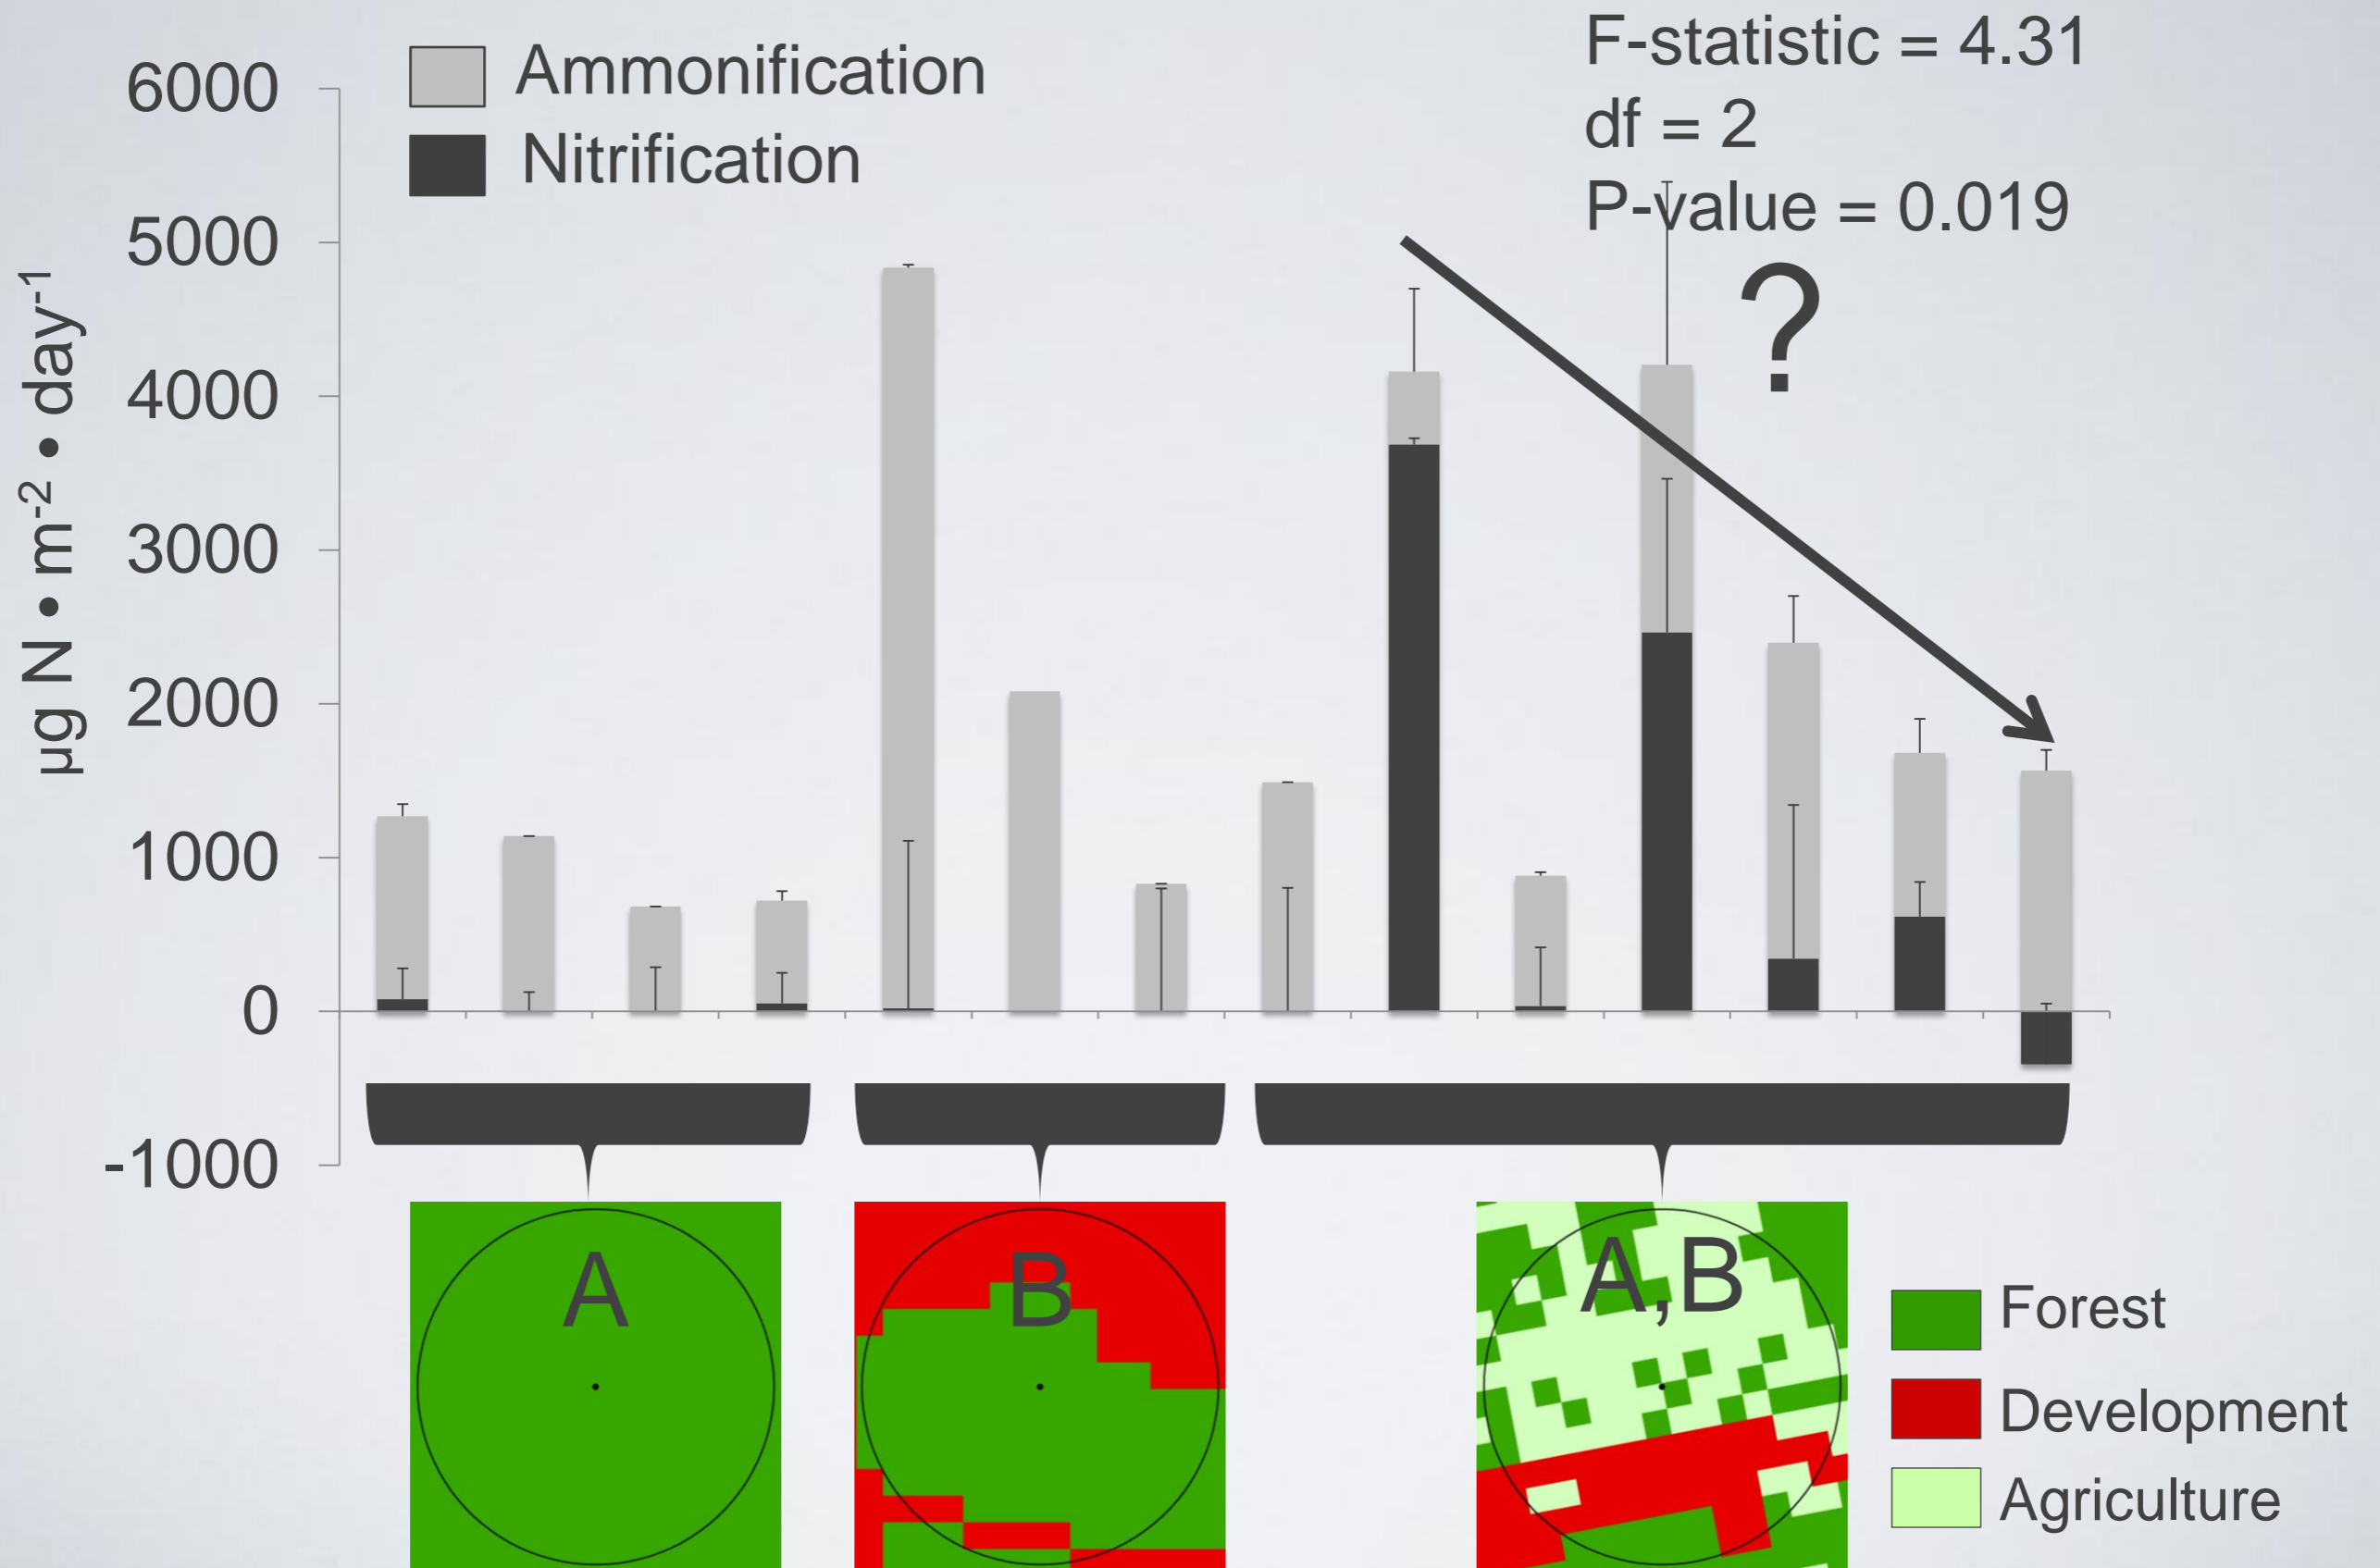 F-statistic = 4.31
df = 2
P-value = 0.019
?
Ammonification
Nitrification
µg N • m-2 • day-1
6000
5000
4000
3000
2000
1000
0
-1000
A
B
A,B
Forest
Development
Agriculture